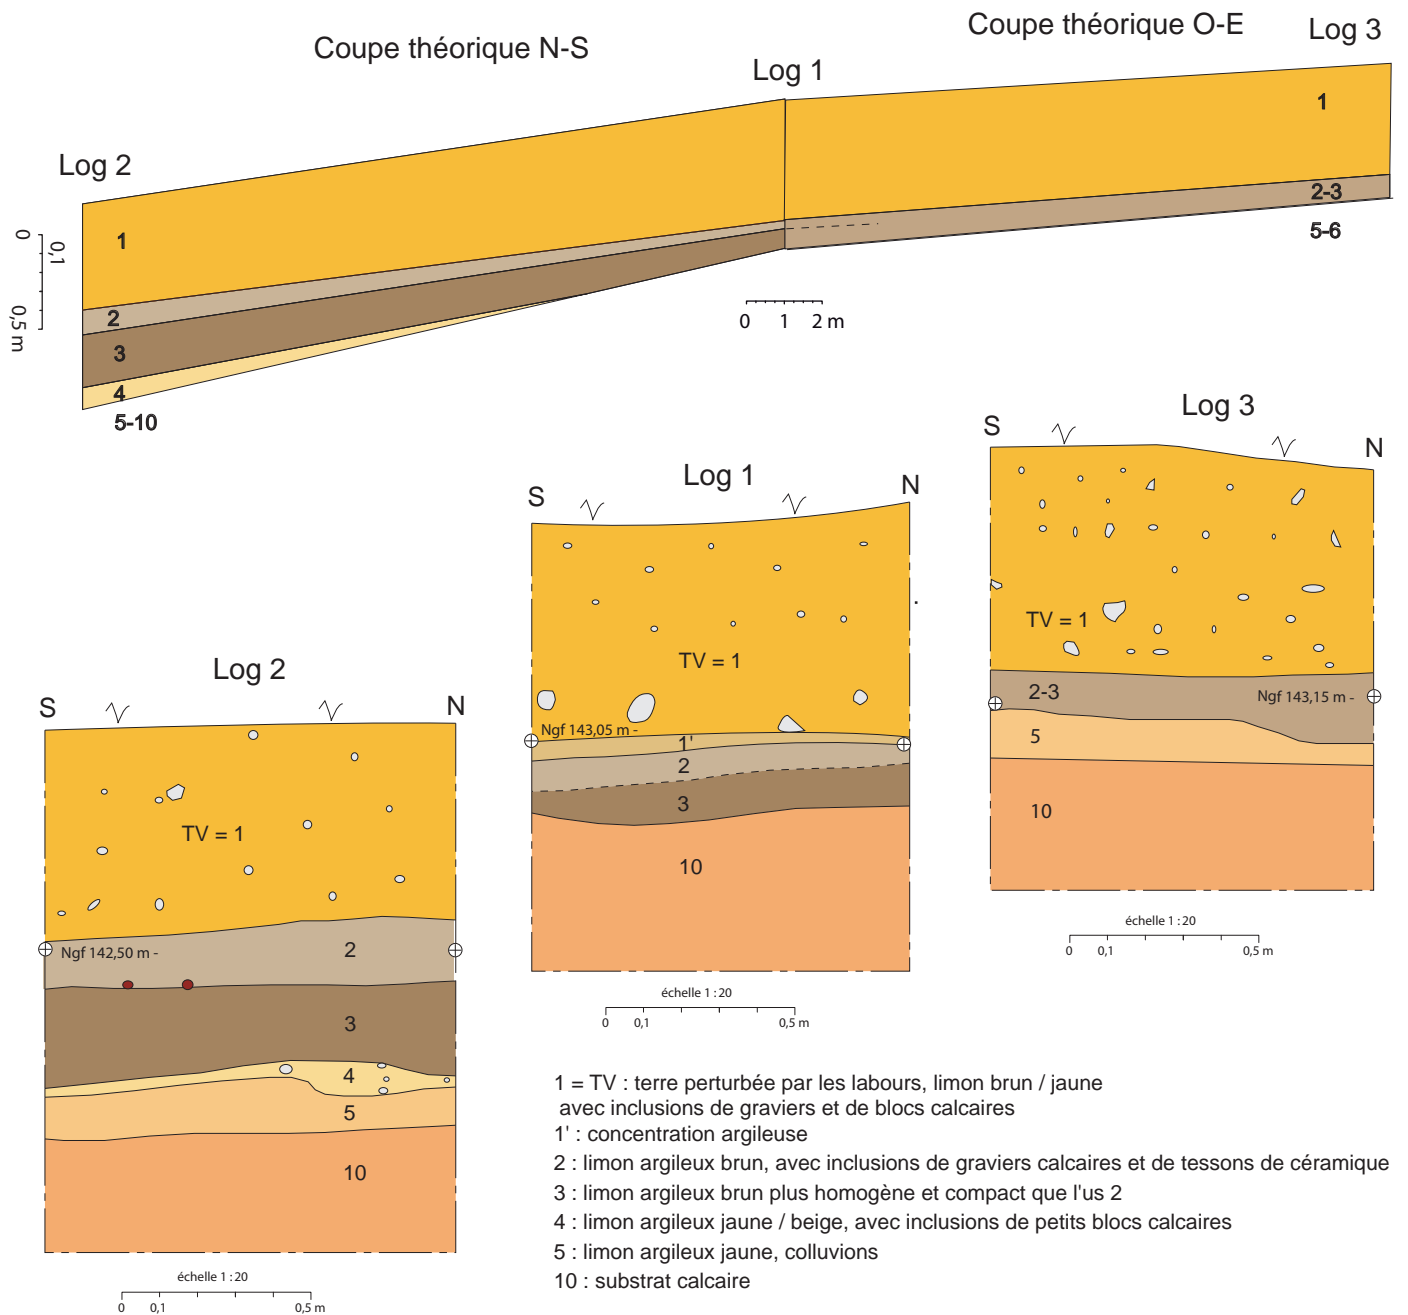 Coupe théorique N-S
Coupe théorique O-E
Log 3
Log 1
Log 2
1
1
2-3
5-6
2
3
4
5-10
0
0,1
0,5 m
0 1 2 m
Log 3
S
N
TV = 1
2-3
Ngf 143,15 m -
5
10
échelle 1 : 20
0 0,1 0,5 m
Log 1
S
N
TV = 1
Ngf 143,05 m -
1'
2
3
10
échelle 1 : 20
0 0,1 0,5 m
Log 2
S
N
TV = 1
Ngf 142,50 m -
2
3
4
5
10
échelle 1 : 20
0 0,1 0,5 m
1 = TV : terre perturbée par les labours, limon brun / jaune
avec inclusions de graviers et de blocs calcaires
1' : concentration argileuse
2 : limon argileux brun, avec inclusions de graviers calcaires et de tessons de céramique
3 : limon argileux brun plus homogène et compact que l'us 2
4 : limon argileux jaune / beige, avec inclusions de petits blocs calcaires
5 : limon argileux jaune, colluvions
10 : substrat calcaire